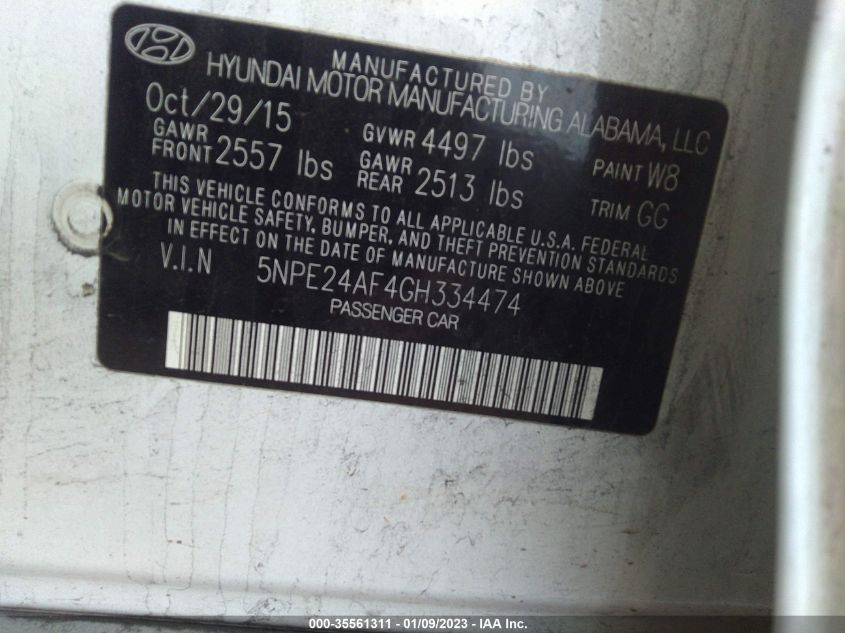 MANUFACTURED BY
HYUNDAI MOTOR MANUFACTURING ALABAMA, LLC
Oct/29/15 GVWR 4497 lbs PAINT W8
GAWR FRONT 2557 lbs GAWR REAR 2513 lbs TRIM GG
THIS VEHICLE CONFORMS TO ALL APPLICABLE U.S.A. FEDERAL
MOTOR VEHICLE SAFETY, BUMPER, AND THEFT PREVENTION STANDARDS
IN EFFECT ON THE DATE OF MANUFACTURE SHOWN ABOVE
V.I.N 5NPE24AF4GH334474
PASSENGER CAR
000-35561311 - 01/09/2023 - © IAA Inc.